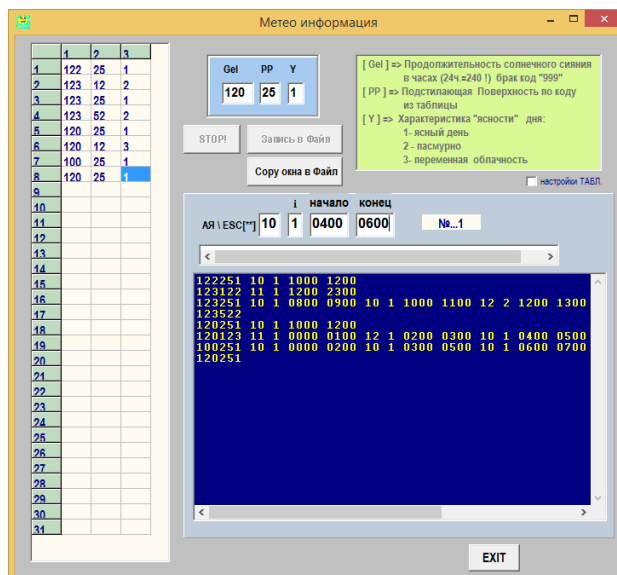 Метео информация
1 2 3
1 122 25 1
2 123 12 2
3 123 25 1
4 123 52 2
5 120 25 1
6 120 12 3
7 100 25 1
8 120 25 1
9
10
11
12
13
14
15
16
17
18
19
20
21
22
23
24
25
26
27
28
29
30
31
Gel PP Y
120 25 1
[ Gel ] => Продолжительность солнечного сияния
в часах (24ч.=240 !) брак код "999"
[ PP ] => Подстилающая Поверхность по коду
из таблицы
[ Y ] => Характеристика "ясности" дня:
1- ясный день
2 - пасмурно
3- переменная облачность
STOP! Запись в Файл
Copy окна в Файл
настройки ТАБЛ.
i начало конец
АЯ \ ESC[**] 10 1 0400 0600 №...1
122251 10 1 1000 1200
123122 11 1 1200 2300
123251 10 1 0800 0900 10 1 1000 1100 12 2 1200 1300
123522
120251 10 1 1000 1200
120123 11 1 0000 0100 12 1 0200 0300 10 1 0400 0500
100251 10 1 0000 0200 10 1 0300 0500 10 1 0600 0700
120251
EXIT